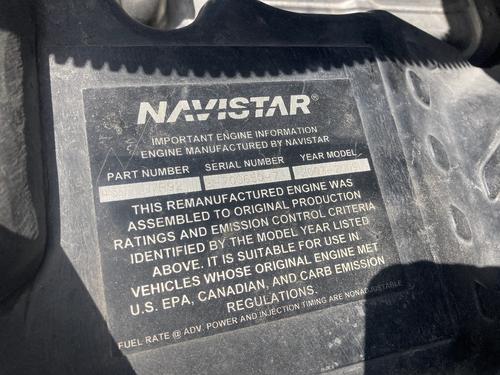 NAVISTAR®
IMPORTANT ENGINE INFORMATION
ENGINE MANUFACTURED BY NAVISTAR
PART NUMBER SERIAL NUMBER YEAR MODEL
THIS REMANUFACTURED ENGINE WAS
ASSEMBLED TO ORIGINAL PRODUCTION
RATINGS AND EMISSION CONTROL CRITERIA
IDENTIFIED BY THE MODEL YEAR LISTED
ABOVE. IT IS SUITABLE FOR USE IN
VEHICLES WHOSE ORIGINAL ENGINE MET
U.S. EPA, CANADIAN, AND CARB EMISSION
REGULATIONS.
FUEL RATE @ ADV. POWER AND INJECTION TIMING ARE NONADJUSTABLE